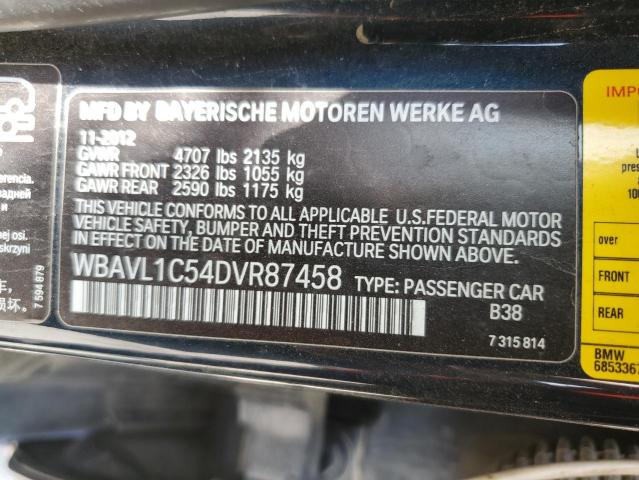 MFD BY BAYERISCHE MOTOREN WERKE AG
11-2012
GVWR 4707 lbs 2135 kg
GAWR FRONT 2326 lbs 1055 kg
GAWR REAR 2590 lbs 1175 kg
THIS VEHICLE CONFORMS TO ALL APPLICABLE U.S.FEDERAL MOTOR
VEHICLE SAFETY, BUMPER AND THEFT PREVENTION STANDARDS
IN EFFECT ON THE DATE OF MANUFACTURE SHOWN ABOVE.
WBAVL1C54DVR87458 TYPE: PASSENGER CAR
B38
7 315 814
7 594 879
over
FRONT
REAR
BMW